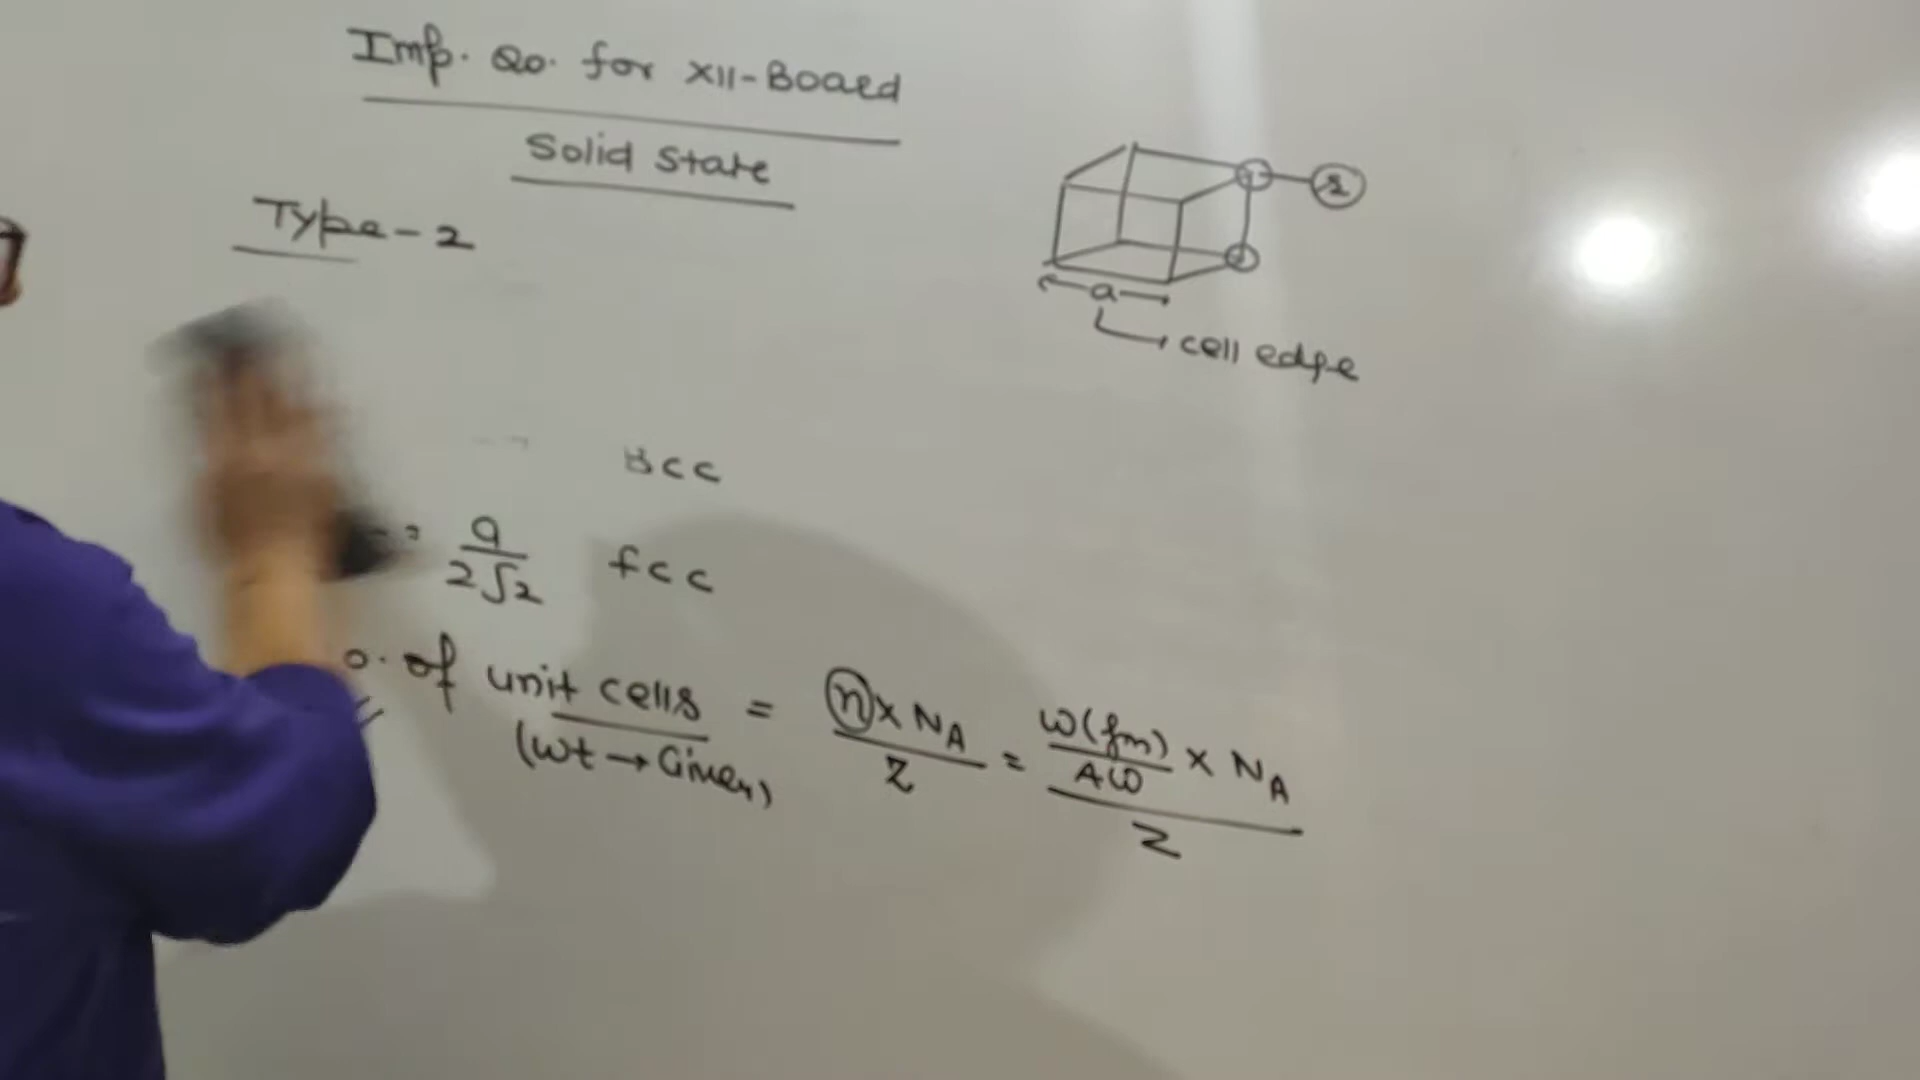 Imp. Qo. for XII-Board
Solid State
Type-2
a
cell edge
BCC
= a/2√2 fcc
o. of unit cells = n×NA/Z = W(gm)/AW × NA/Z
(wt → Given)